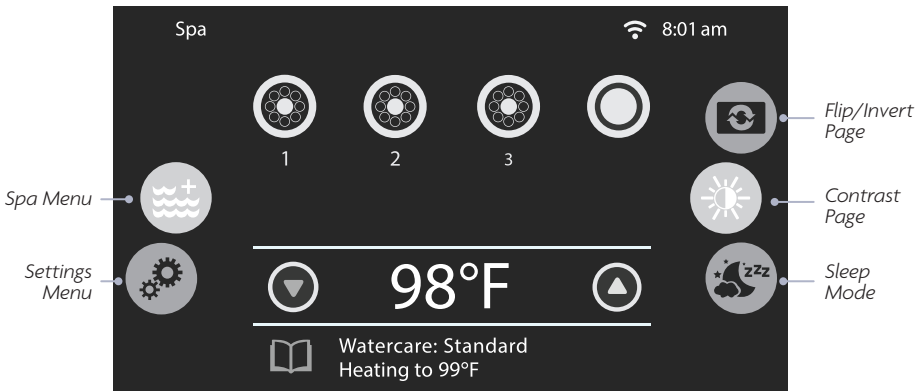 Spa
8:01 am
1
2
3
Flip/Invert
Page
Spa Menu
Contrast
Page
Settings
Menu
98°F
zzz
Sleep
Mode
Watercare: Standard
Heating to 99°F